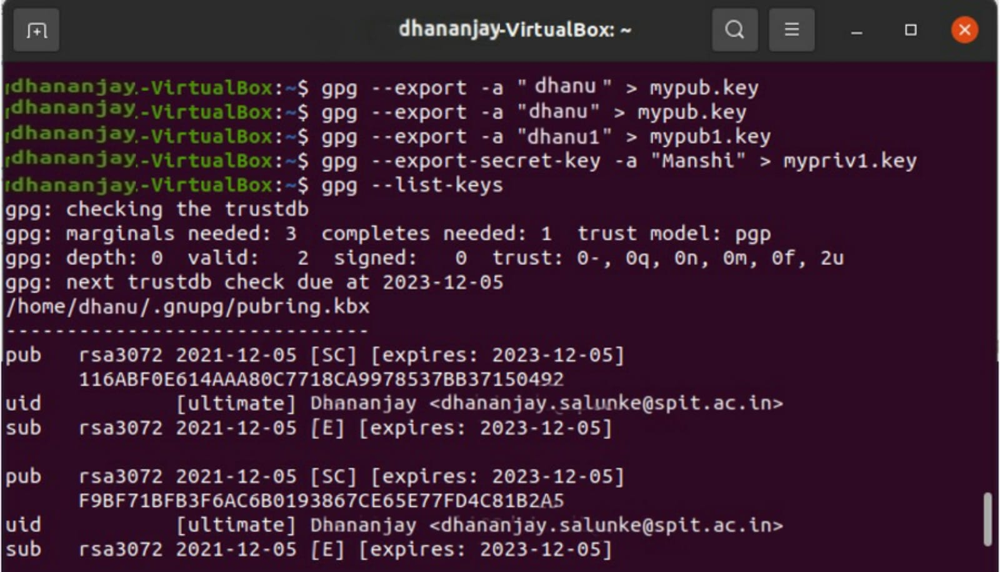 dhananjay-VirtualBox: ~
dhananjay.-VirtualBox:~$ gpg --export -a " dhanu " > mypub.key
dhananjay.-VirtualBox:~$ gpg --export -a "dhanu" > mypub.key
dhananjay.-VirtualBox:~$ gpg --export -a "dhanu1" > mypub1.key
dhananjay.-VirtualBox:~$ gpg --export-secret-key -a "Manshi" > mypriv1.key
dhananjay.-VirtualBox:~$ gpg --list-keys
gpg: checking the trustdb
gpg: marginals needed: 3  completes needed: 1  trust model: pgp
gpg: depth: 0  valid:   2  signed:   0  trust: 0-, 0q, 0n, 0m, 0f, 2u
gpg: next trustdb check due at 2023-12-05
/home/dhanu/.gnupg/pubring.kbx
------------------------------
pub   rsa3072 2021-12-05 [SC] [expires: 2023-12-05]
      116ABF0E614AAA80C7718CA9978537BB37150492
uid           [ultimate] Dhananjay <dhananjay.salunke@spit.ac.in>
sub   rsa3072 2021-12-05 [E] [expires: 2023-12-05]
pub   rsa3072 2021-12-05 [SC] [expires: 2023-12-05]
      F9BF71BFB3F6AC6B0193867CE65E77FD4C81B2A5
uid           [ultimate] Dhananjay <dhananjay.salunke@spit.ac.in>
sub   rsa3072 2021-12-05 [E] [expires: 2023-12-05]